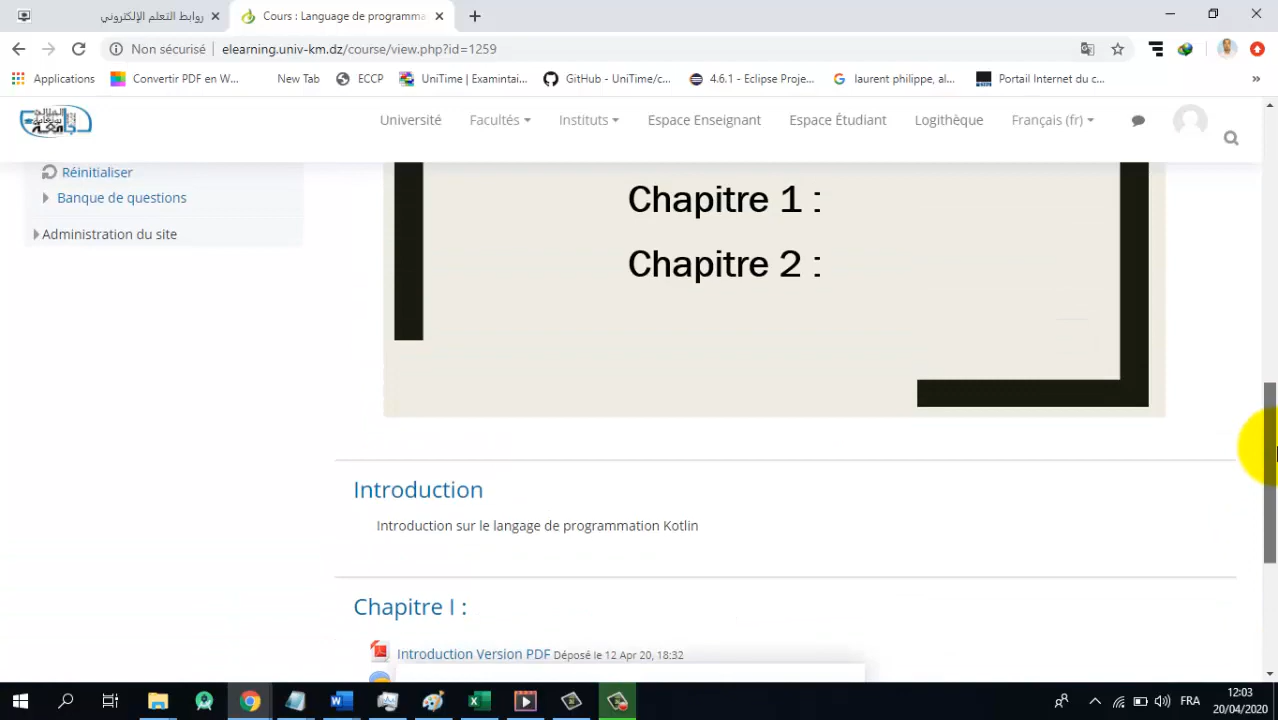 روابط التعلم الإلكتروني
Cours : Language de programma
Non sécurisé
elearning.univ-km.dz/course/view.php?id=1259
Applications
Convertir PDF en W...
New Tab
ECCP
UniTime | Examintai...
GitHub - UniTime/c...
4.6.1 - Eclipse Proje...
laurent philippe, al...
Portail Internet du c...
»
Université
Facultés
Instituts
Espace Enseignant
Espace Étudiant
Logithèque
Français (fr)
Réinitialiser
Banque de questions
Administration du site
Chapitre 1 :
Chapitre 2 :
Introduction
Introduction sur le langage de programmation Kotlin
Chapitre I :
Introduction Version PDF Déposé le 12 Apr 20, 18:32
FRA
12:03
20/04/2020